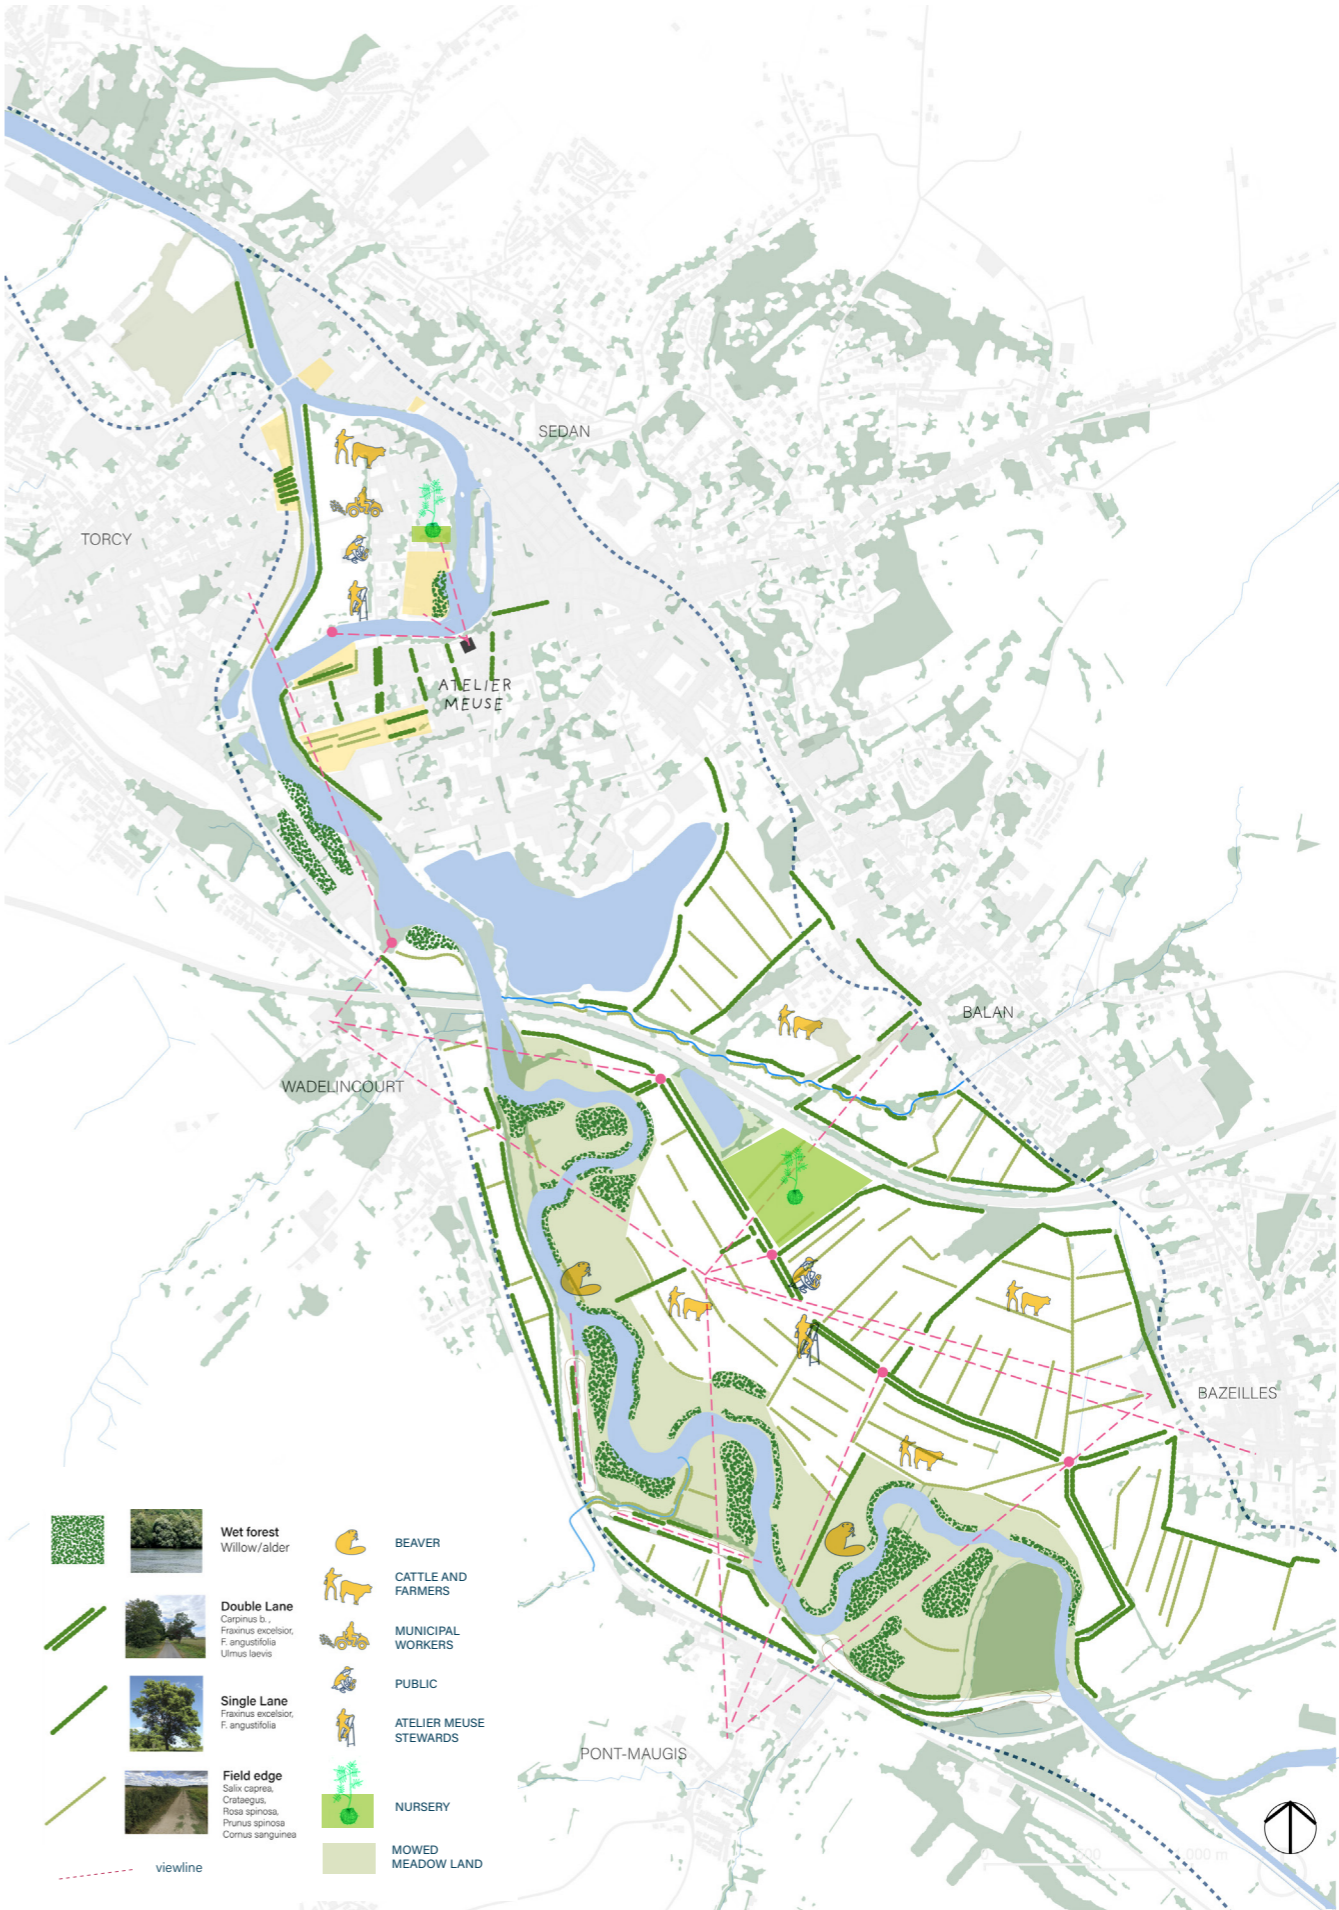 SEDAN
TORCY
ATELIER
MEUSE
BALAN
WADELINCOURT
BAZEILLES
PONT-MAUGIS
Wet forest
Willow/alder
Double Lane
Carpinus b.,
Fraxinus excelsior,
F. angustifolia
Ulmus laevis
Single Lane
Fraxinus excelsior,
F. angustifolia
Field edge
Salix caprea,
Crataegus,
Rosa spinosa,
Prunus spinosa
Cornus sanguinea
viewline
BEAVER
CATTLE AND
FARMERS
MUNICIPAL
WORKERS
PUBLIC
ATELIER MEUSE
STEWARDS
NURSERY
MOWED
MEADOW LAND